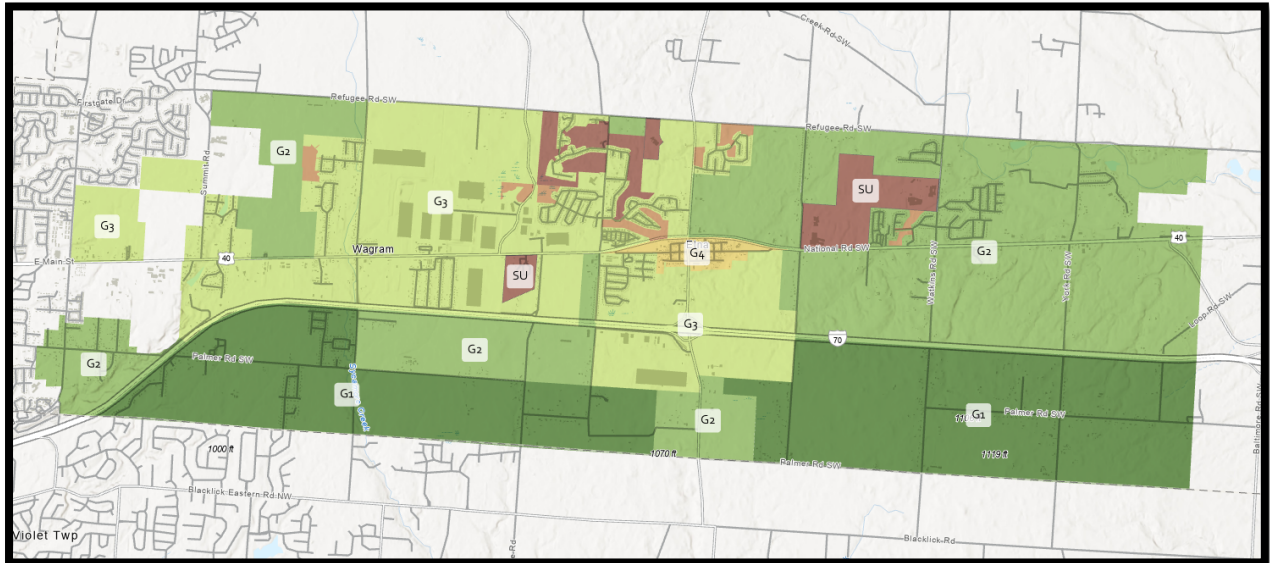 Creek Rd SW
Firstgate Dr
Refugee Rd SW
Refugee Rd SW
G2
Summit Rd
SU
G3
G3
Etna
G4
National Rd SW
G2
Watkins Rd SW
York Rd SW
40
Wagram
E Main St
40
SU
Loop Rd SW
G3
70
G2
G2
Palmer Rd SW
G1
G2
G1
Palmer Rd SW
Baltimore Rd SW
1000 ft
1070 ft
1119 ft
Palmer Rd SW
Blacklick Eastern Rd NW
Violet Twp
Blacklick Rd